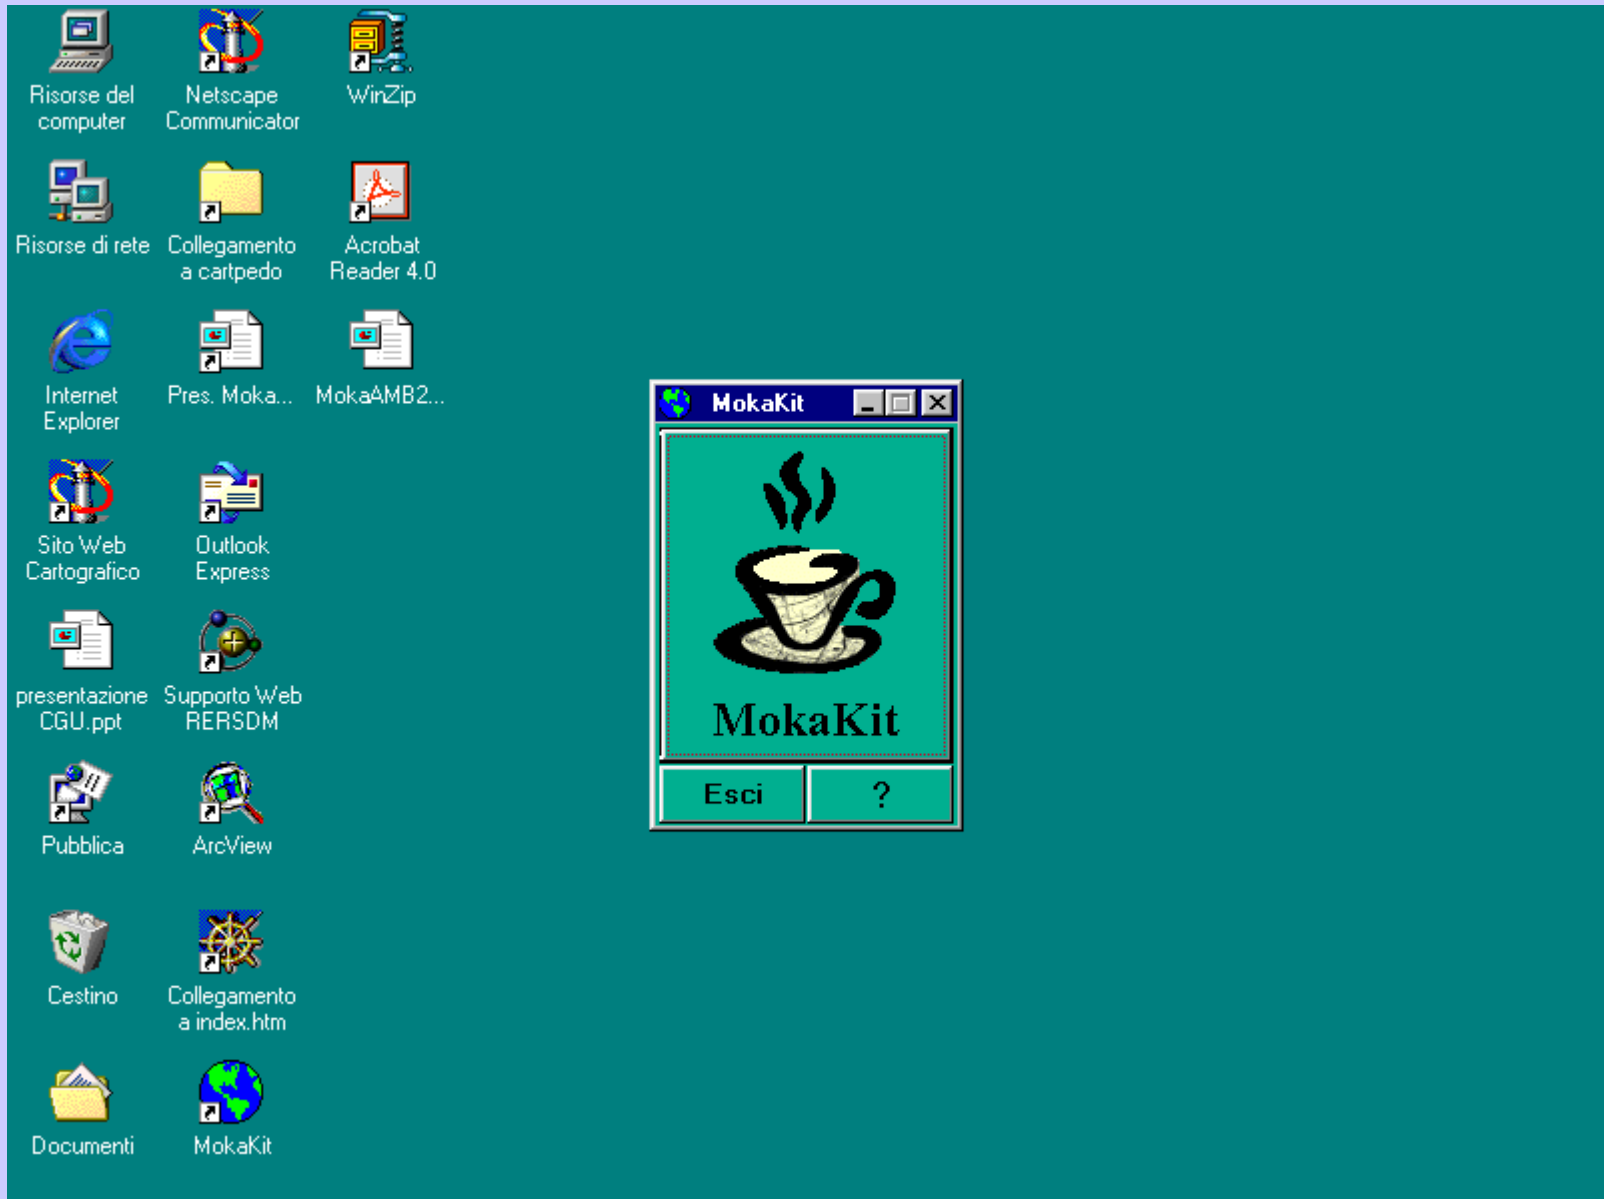 Risorse del
computer
Netscape
Communicator
WinZip
Risorse di rete
Collegamento
a cartpedo
Acrobat
Reader 4.0
Internet
Explorer
Pres. Moka...
MokaAMB2...
Sito Web
Cartografico
Outlook
Express
presentazione
CGU.ppt
Supporto Web
RERSDM
Pubblica
ArcView
Cestino
Collegamento
a index.htm
Documenti
MokaKit
MokaKit
MokaKit
Esci
?